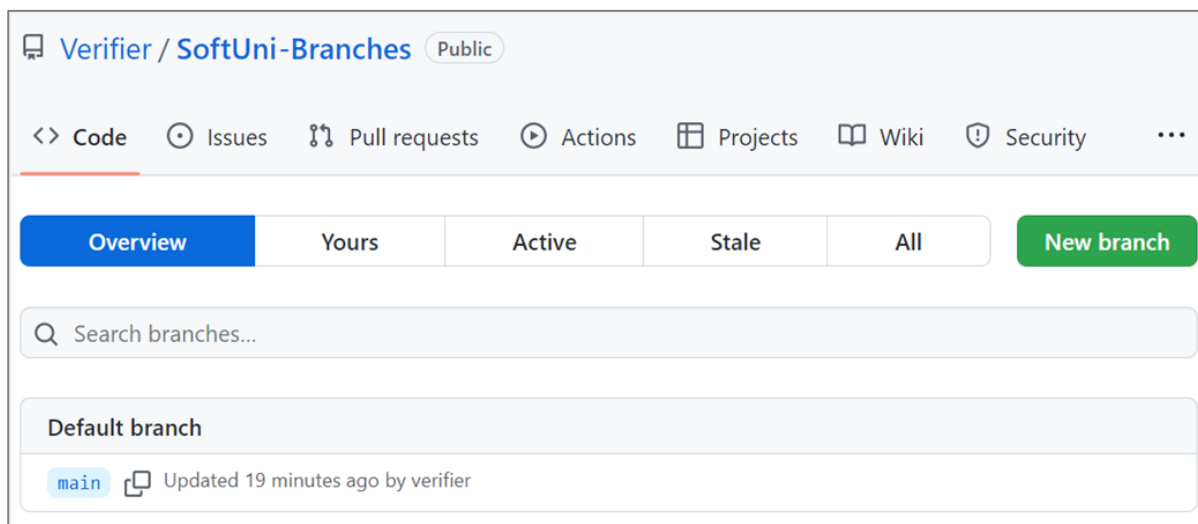 Verifier / SoftUni-Branches Public
Code Issues Pull requests Actions Projects Wiki Security ...
Overview Yours Active Stale All New branch
Search branches...
Default branch
main Updated 19 minutes ago by verifier